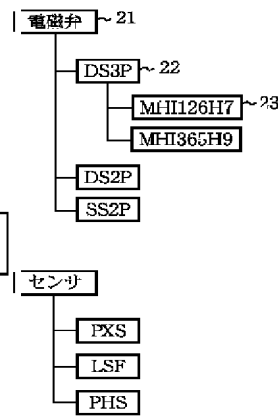 電磁弁 21
DS3P 22
MHI126H7 23
MHI365H9
DS2P
SS2P
センサ
PXS
LSF
PHS